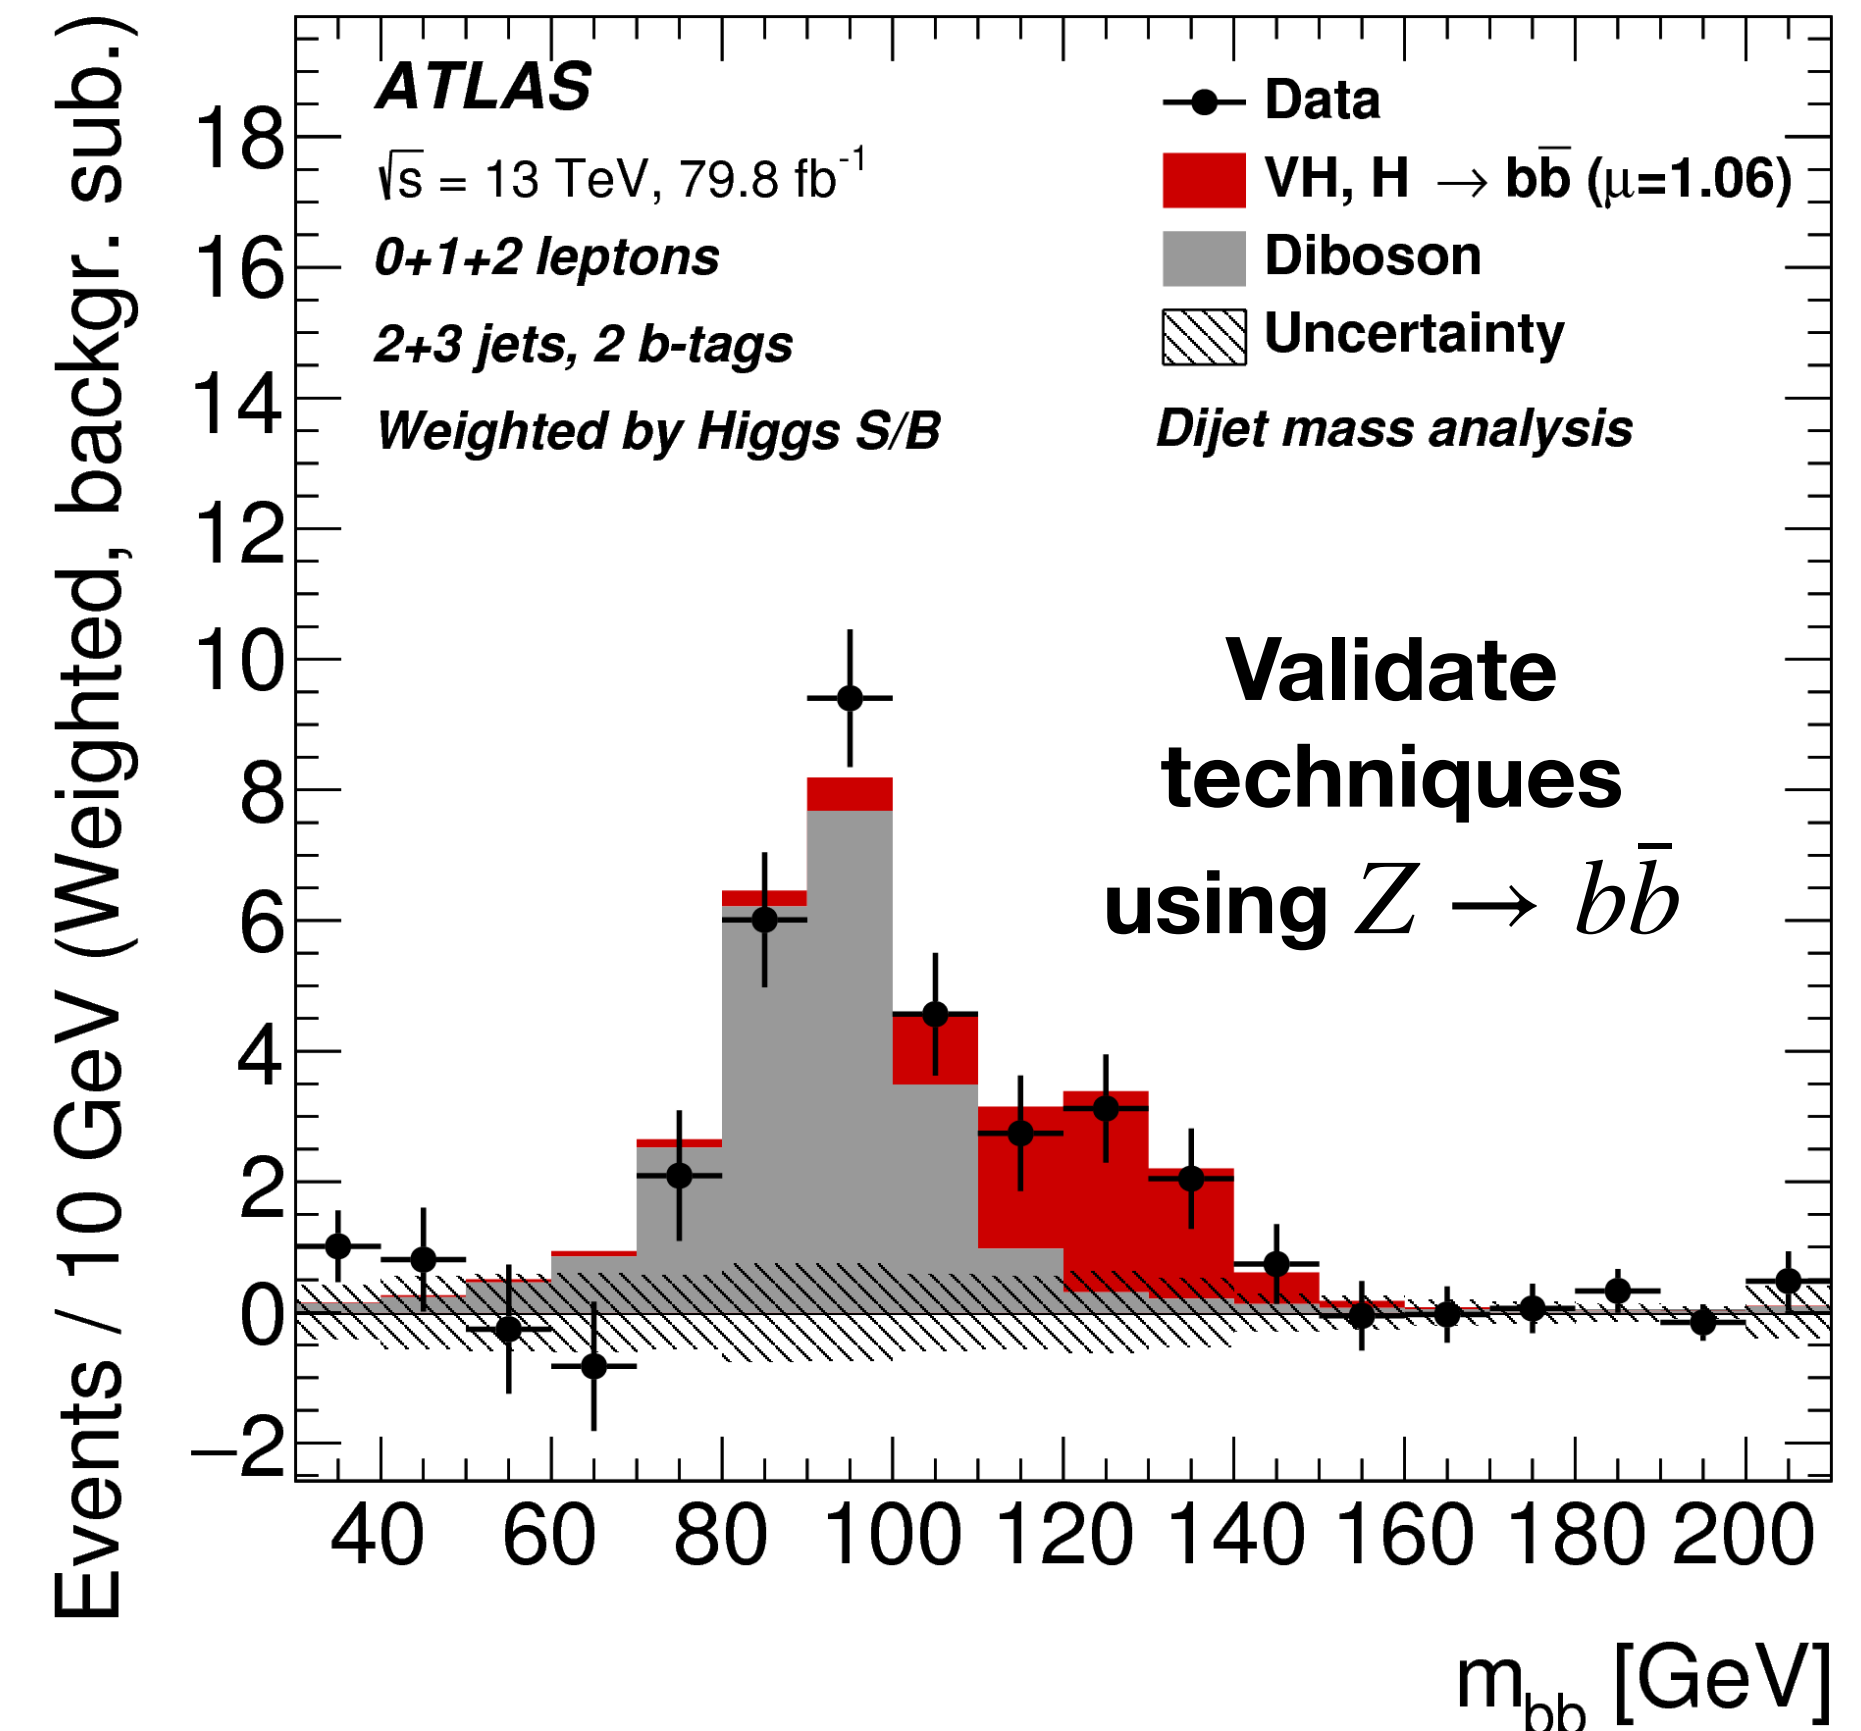 Events / 10 GeV (Weighted, backgr. sub.)
18
16
14
12
10
8
6
4
2
0
−2
ATLAS
√s = 13 TeV, 79.8 fb⁻¹
0+1+2 leptons
2+3 jets, 2 b-tags
Weighted by Higgs S/B
Data
VH, H → bb̄ (μ=1.06)
Diboson
Uncertainty
Dijet mass analysis
Validate
techniques
using Z → bb̄
40 60 80 100 120 140 160 180 200
m_bb [GeV]